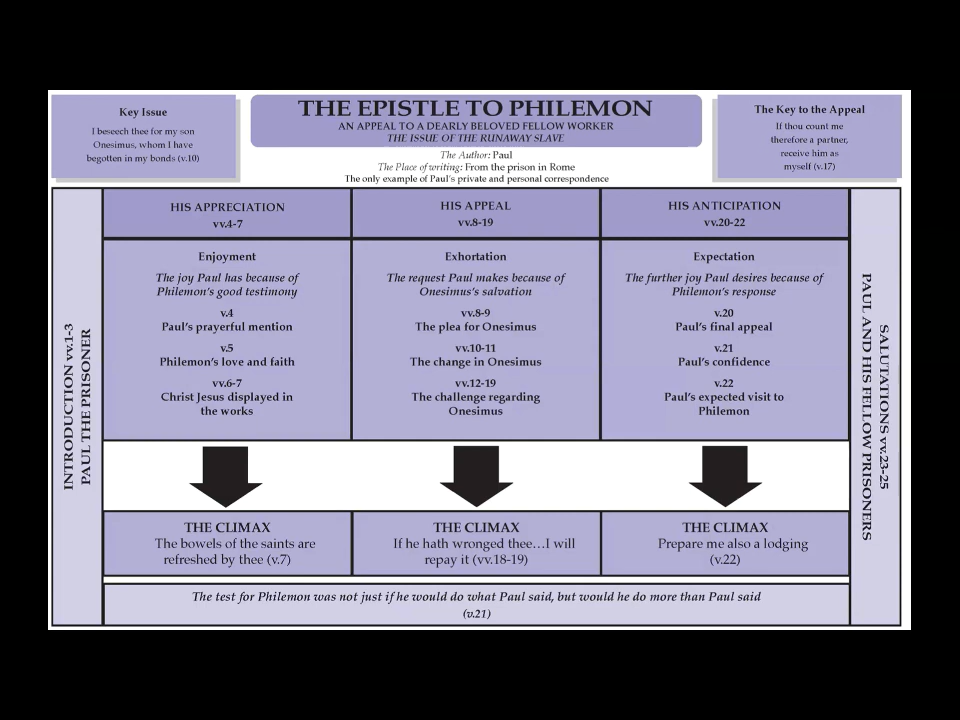 Key Issue
I beseech thee for my son
Onesimus, whom I have
begotten in my bonds (v.10)
THE EPISTLE TO PHILEMON
AN APPEAL TO A DEARLY BELOVED FELLOW WORKER
THE ISSUE OF THE RUNAWAY SLAVE
The Author: Paul
The Place of writing: From the prison in Rome
The only example of Paul's private and personal correspondence
The Key to the Appeal
If thou count me
therefore a partner,
receive him as
myself (v.17)
INTRODUCTION vv.1-3
PAUL THE PRISONER
HIS APPRECIATION
vv.4-7
Enjoyment
The joy Paul has because of
Philemon's good testimony
v.4
Paul's prayerful mention
v.5
Philemon's love and faith
vv.6-7
Christ Jesus displayed in
the works
THE CLIMAX
The bowels of the saints are
refreshed by thee (v.7)
HIS APPEAL
vv.8-19
Exhortation
The request Paul makes because of
Onesimus's salvation
vv.8-9
The plea for Onesimus
vv.10-11
The change in Onesimus
vv.12-19
The challenge regarding
Onesimus
THE CLIMAX
If he hath wronged thee…I will
repay it (vv.18-19)
HIS ANTICIPATION
vv.20-22
Expectation
The further joy Paul desires because of
Philemon's response
v.20
Paul's final appeal
v.21
Paul's confidence
v.22
Paul's expected visit to
Philemon
THE CLIMAX
Prepare me also a lodging
(v.22)
SALUTATIONS vv.23-25
PAUL AND HIS FELLOW PRISONERS
The test for Philemon was not just if he would do what Paul said, but would he do more than Paul said
(v.21)